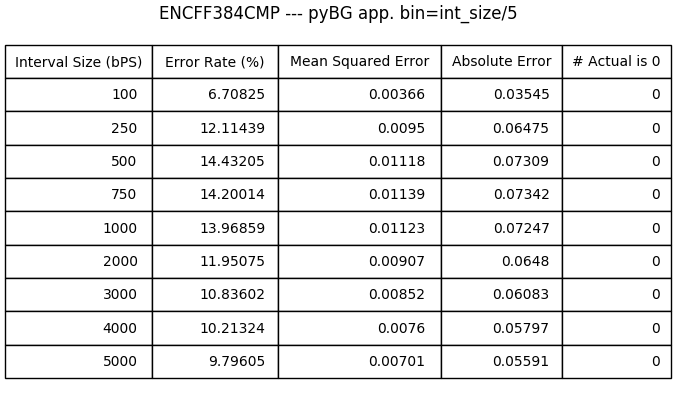 ENCFF384CMP --- pyBG app. bin=int_size/5
Interval Size (bPS) Error Rate (%) Mean Squared Error Absolute Error # Actual is 0
100 6.70825 0.00366 0.03545 0
250 12.11439 0.0095 0.06475 0
500 14.43205 0.01118 0.07309 0
750 14.20014 0.01139 0.07342 0
1000 13.96859 0.01123 0.07247 0
2000 11.95075 0.00907 0.0648 0
3000 10.83602 0.00852 0.06083 0
4000 10.21324 0.0076 0.05797 0
5000 9.79605 0.00701 0.05591 0